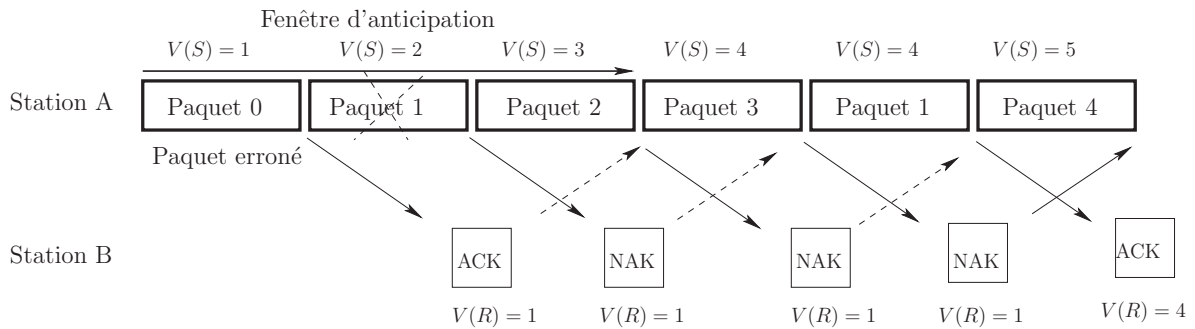 Fenêtre d'anticipation
V(S) = 1 V(S) = 2 V(S) = 3 V(S) = 4 V(S) = 4 V(S) = 5
Station A Paquet 0 Paquet 1 Paquet 2 Paquet 3 Paquet 1 Paquet 4
Paquet erroné
Station B ACK NAK NAK NAK ACK
V(R) = 1 V(R) = 1 V(R) = 1 V(R) = 1 V(R) = 4